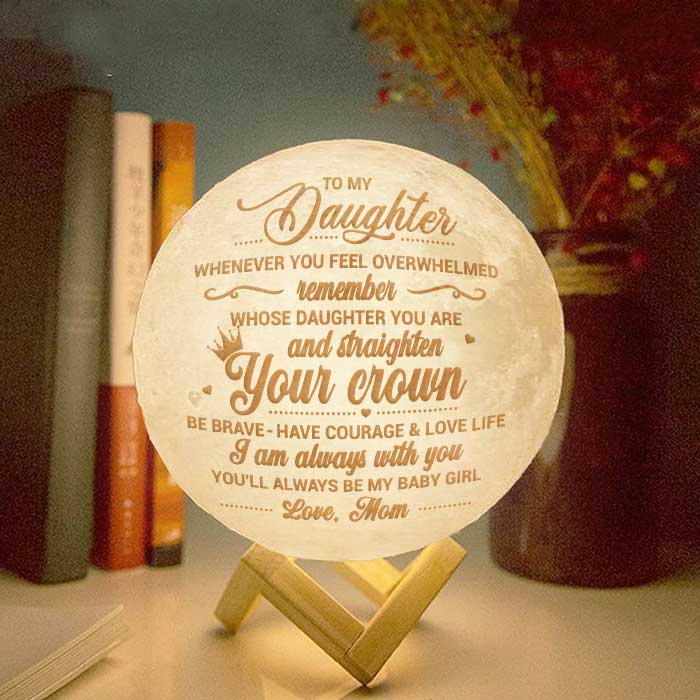 TO MY
Daughter
WHENEVER YOU FEEL OVERWHELMED
remember
WHOSE DAUGHTER YOU ARE
and straighten
Your crown
BE BRAVE - HAVE COURAGE & LOVE LIFE
I am always with you
YOU'LL ALWAYS BE MY BABY GIRL
Love, Mom